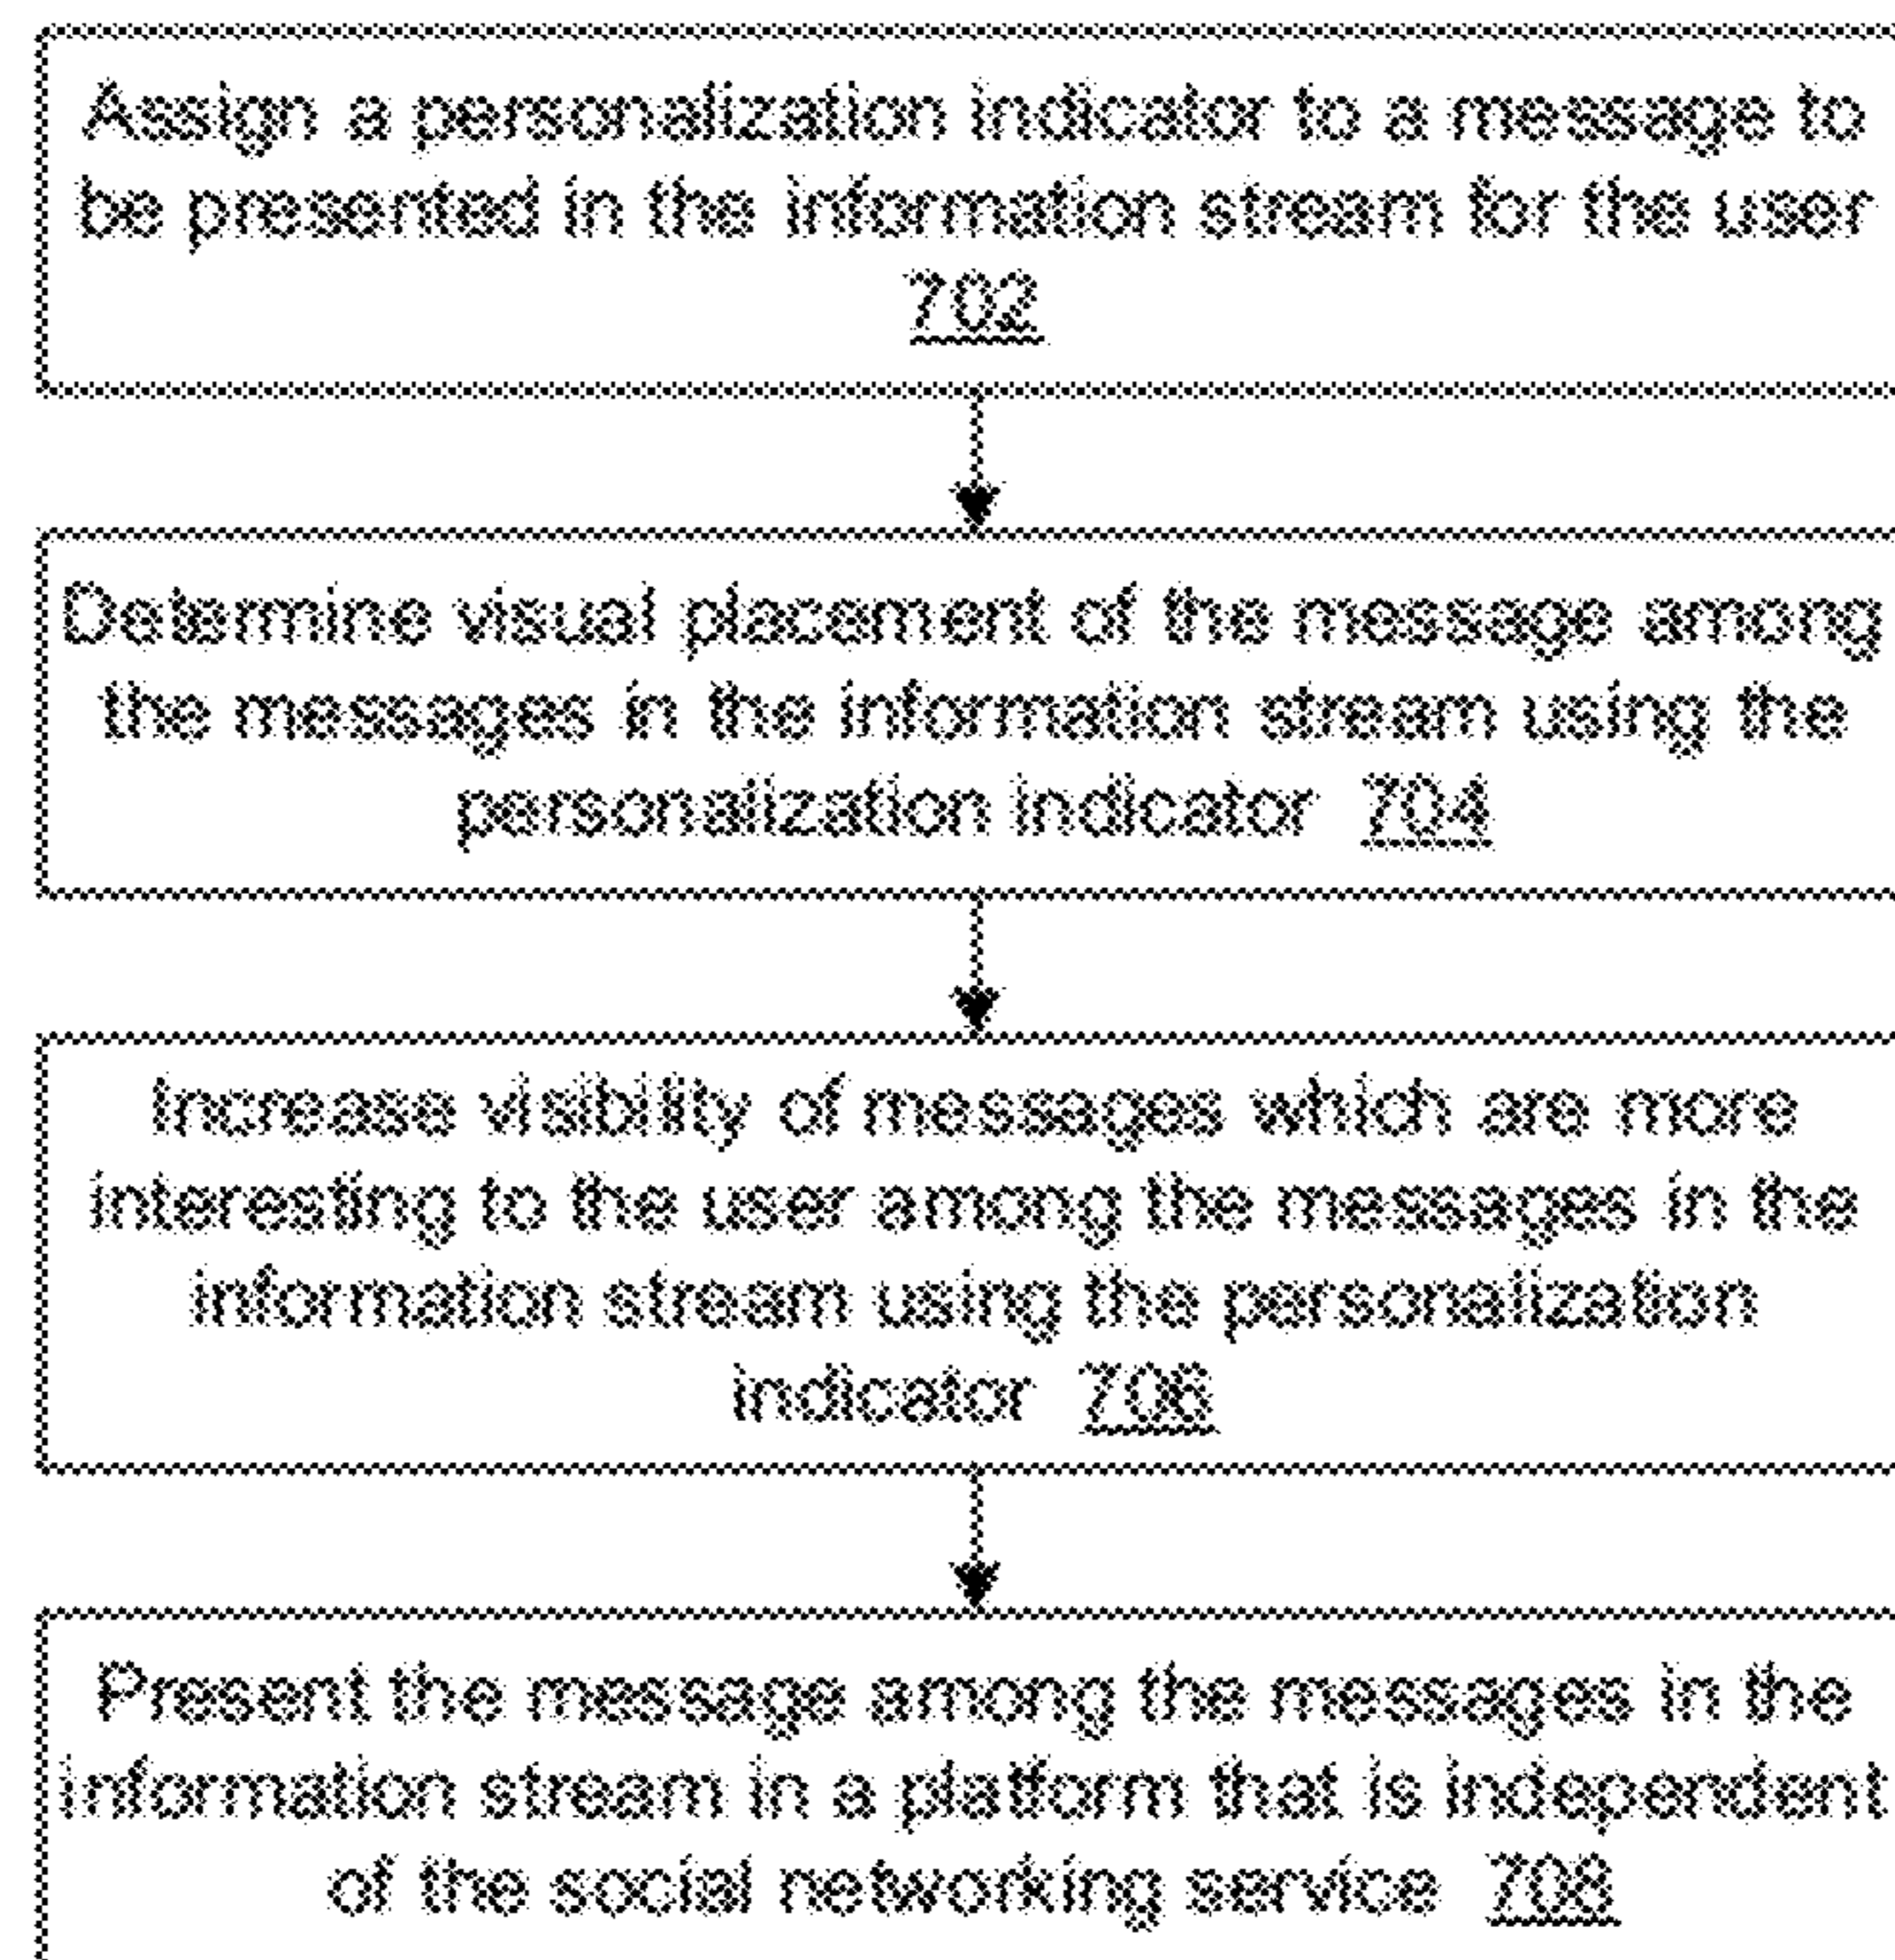 Assign a personalization indicator to a message to
be presented in the information stream for the user
702
Determine visual placement of the message among
the messages in the information stream using the
personalization indicator 704
Increase visibility of messages which are more
interesting to the user among the messages in the
information stream using the personalization
indicator 706
Present the message among the messages in the
information stream in a platform that is independent
of the social networking service 708